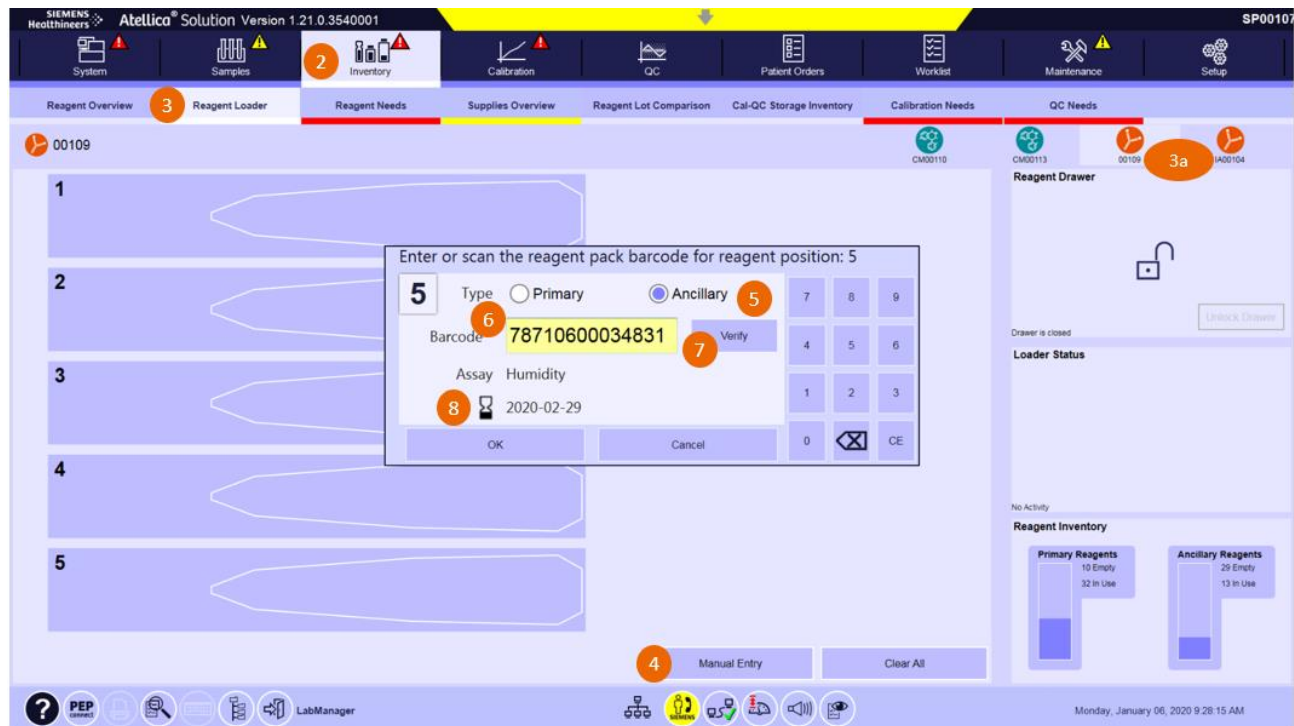 SIEMENS
Healthineers Atellica® Solution Version 1.21.0.3540001
SP00107
System
Samples
2
Inventory
Calibration
QC
Patient Orders
Worklist
Maintenance
Setup
Reagent Overview
3
Reagent Loader
Reagent Needs
Supplies Overview
Reagent Lot Comparison
Cal-QC Storage Inventory
Calibration Needs
QC Needs
00109
CM00110
CM00113
00109
3a
IA00104
1
2
3
4
5
Enter or scan the reagent pack barcode for reagent position: 5
5
Type Primary Ancillary 5
6
Barcode 78710600034831 7 Verify
Assay Humidity
8 2020-02-29
OK Cancel
7 8 9
4 5 6
1 2 3
0 CE
Reagent Drawer
Unlock Drawer
Drawer is closed
Loader Status
No Activity
Reagent Inventory
Primary Reagents
10 Empty
32 In Use
Ancillary Reagents
29 Empty
13 In Use
4 Manual Entry
Clear All
?
PEP
connect
LabManager
SIEMENS
Monday, January 06, 2020 9:28:15 AM